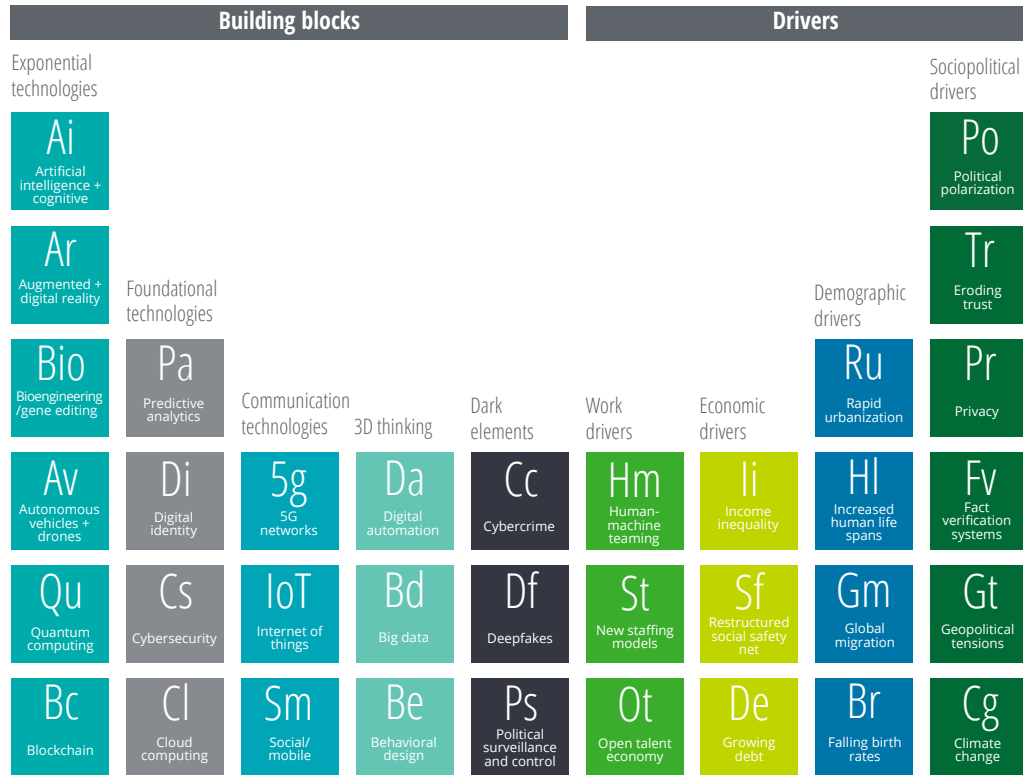 Building blocks
Drivers
Exponential
technologies
Ai
Artificial
intelligence +
cognitive
Ar
Augmented +
digital reality
Bio
Bioengineering
/gene editing
Av
Autonomous
vehicles +
drones
Qu
Quantum
computing
Bc
Blockchain
Foundational
technologies
Pa
Predictive
analytics
Di
Digital
identity
Cs
Cybersecurity
Cl
Cloud
computing
Communication
technologies
5g
5G
networks
IoT
Internet of
things
Sm
Social/
mobile
3D thinking
Da
Digital
automation
Bd
Big data
Be
Behavioral
design
Dark
elements
Cc
Cybercrime
Df
Deepfakes
Ps
Political
surveillance
and control
Work
drivers
Hm
Human-
machine
teaming
St
New staffing
models
Ot
Open talent
economy
Economic
drivers
Ii
Income
inequality
Sf
Restructured
social safety
net
De
Growing
debt
Demographic
drivers
Ru
Rapid
urbanization
Hl
Increased
human life
spans
Gm
Global
migration
Br
Falling birth
rates
Sociopolitical
drivers
Po
Political
polarization
Tr
Eroding
trust
Pr
Privacy
Fv
Fact
verification
systems
Gt
Geopolitical
tensions
Cg
Climate
change